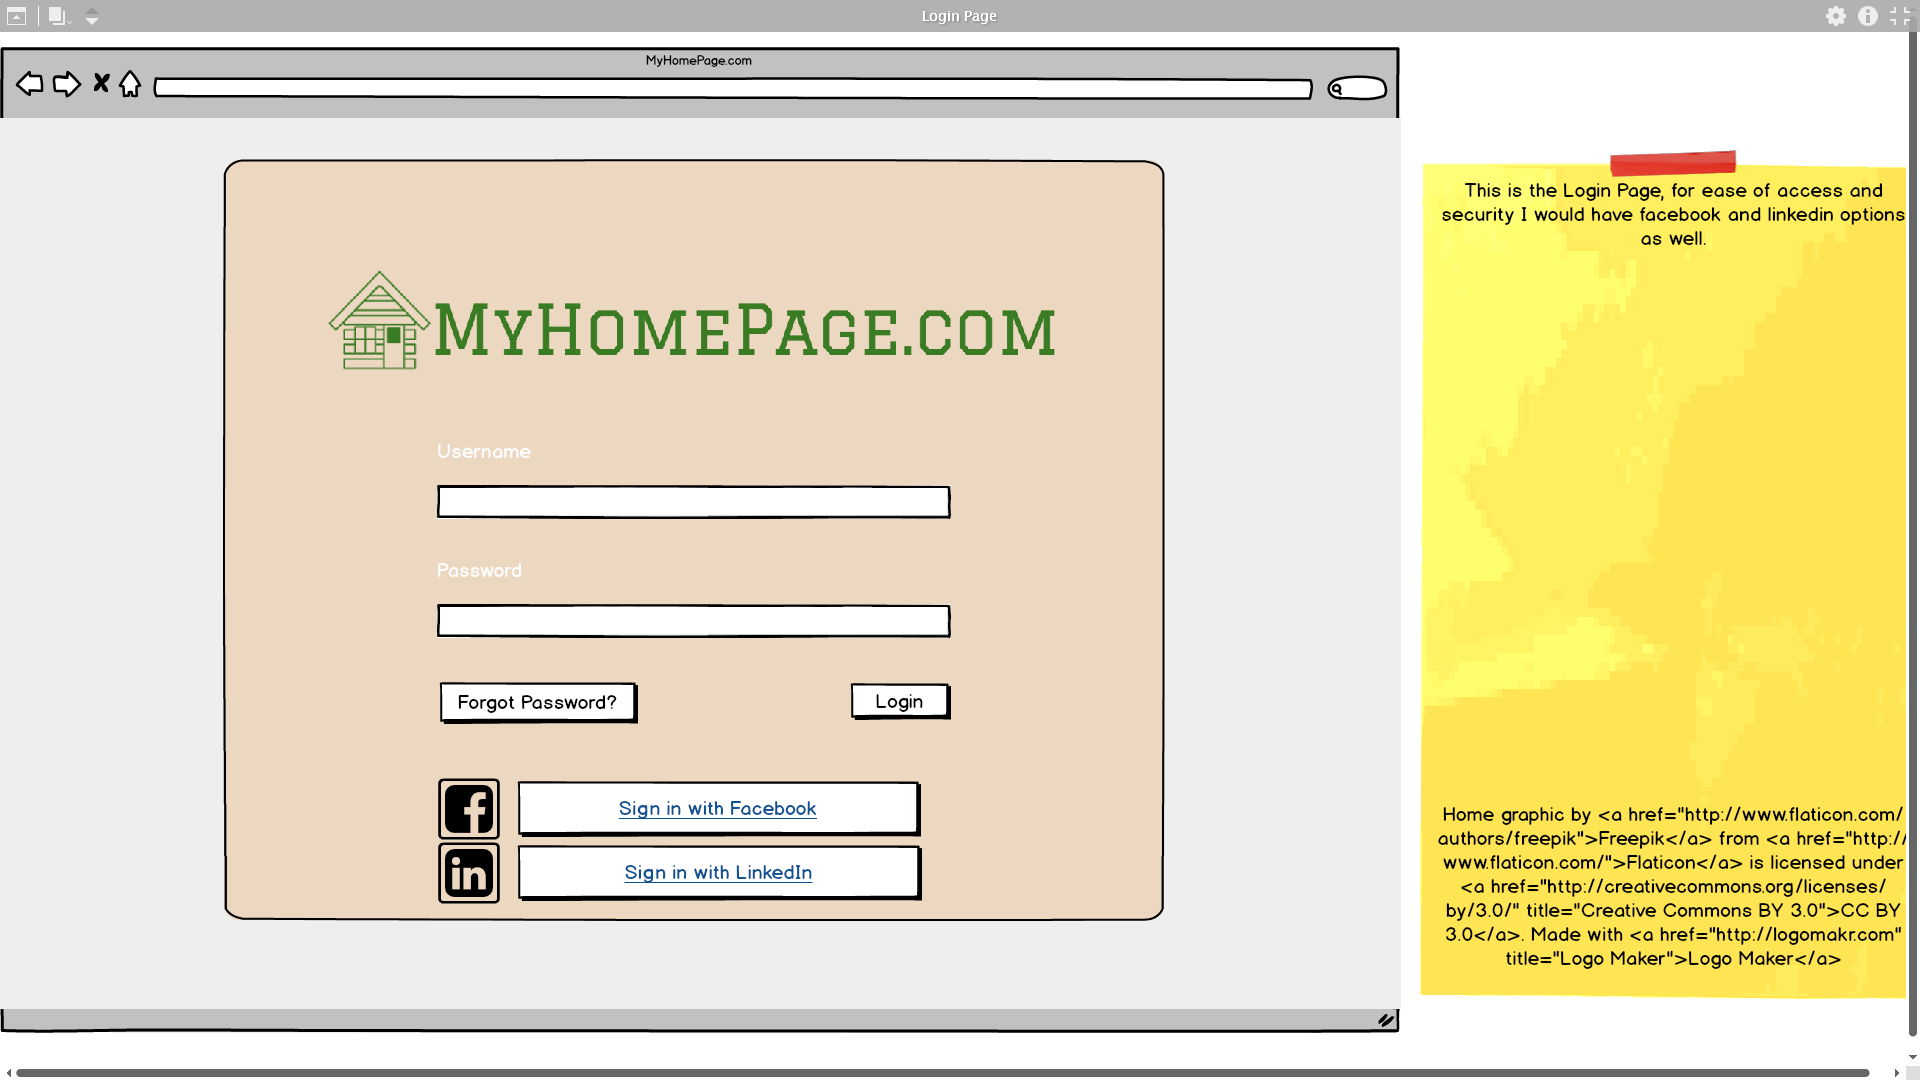 Login Page
MyHomePage.com
MyHomePage.com
Username
Password
Forgot Password?
Login
Sign in with Facebook
in
Sign in with LinkedIn
This is the Login Page, for ease of access and
security I would have facebook and linkedin options
as well.
Home graphic by <a href="http://www.flaticon.com/
authors/freepik">Freepik</a> from <a href="http://
www.flaticon.com/">Flaticon</a> is licensed under
<a href="http://creativecommons.org/licenses/
by/3.0/" title="Creative Commons BY 3.0">CC BY
3.0</a>. Made with <a href="http://logomakr.com"
title="Logo Maker">Logo Maker</a>